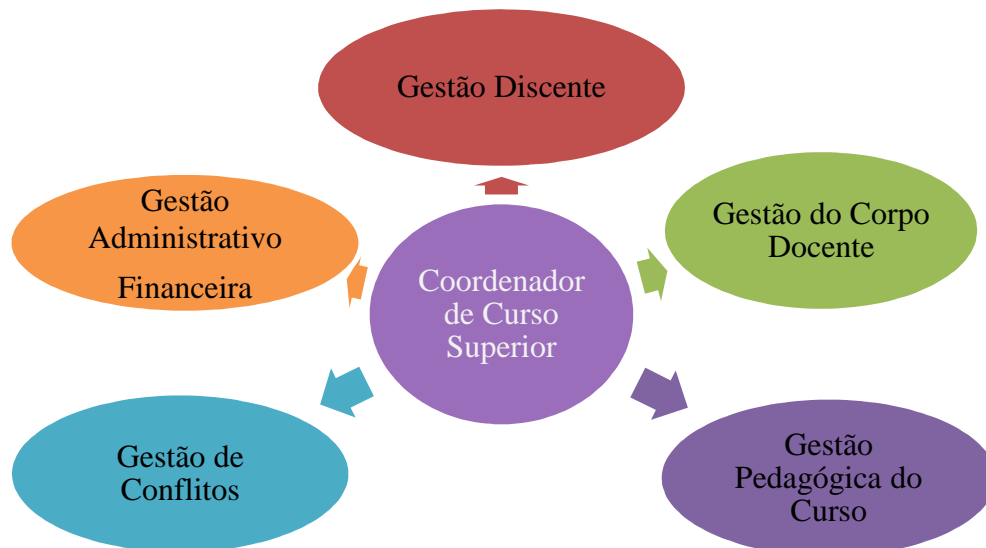 Gestão Discente
Gestão
Administrativo
Financeira
Gestão do Corpo
Docente
Coordenador
de Curso
Superior
Gestão de
Conflitos
Gestão
Pedagógica do
Curso